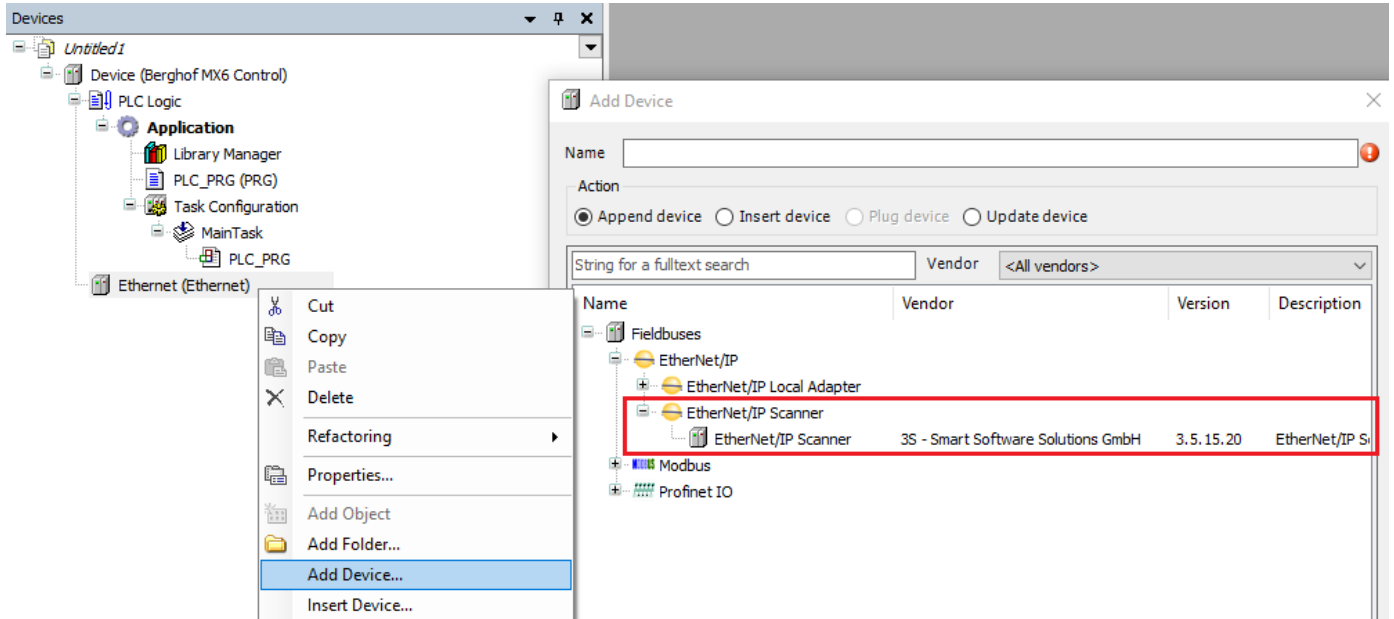 Devices
Untitled1
Device (Berghof MX6 Control)
PLC Logic
Application
Library Manager
PLC_PRG (PRG)
Task Configuration
MainTask
PLC_PRG
Ethernet (Ethernet)
Cut
Copy
Paste
Delete
Refactoring
Properties...
Add Object
Add Folder...
Add Device...
Insert Device...
Add Device
Name
Action
Append device Insert device Plug device Update device
String for a fulltext search Vendor <All vendors>
Name Vendor Version Description
Fieldbuses
EtherNet/IP
EtherNet/IP Local Adapter
EtherNet/IP Scanner
EtherNet/IP Scanner 3S - Smart Software Solutions GmbH 3.5.15.20 EtherNet/IP
Modbus
Profinet IO